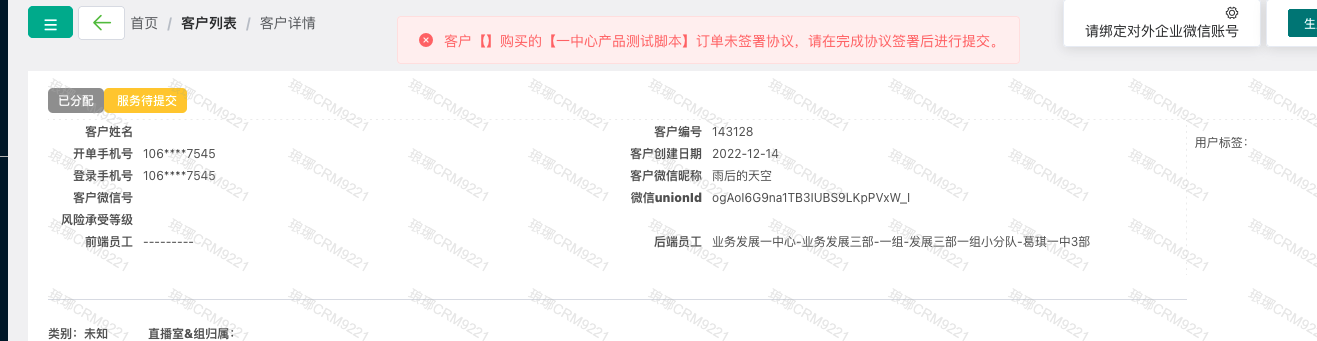 首页 / 客户列表 / 客户详情
客户【】购买的【一中心产品测试脚本】订单未签署协议，请在完成协议签署后进行提交。
请绑定对外企业微信账号
生
已分配 服务待提交
客户姓名
客户编号 143128
用户标签：
开单手机号 106****7545
客户创建日期 2022-12-14
登录手机号 106****7545
客户微信昵称 雨后的天空
客户微信号
微信unionId ogAoI6G9na1TB3IUBS9LKpPVxW_I
风险承受等级
前端员工 ---------
后端员工 业务发展一中心-业务发展三部-一组-发展三部一组小分队-葛琪一中3部
类别：未知 直播室&组归属：
琅琊CRM9221